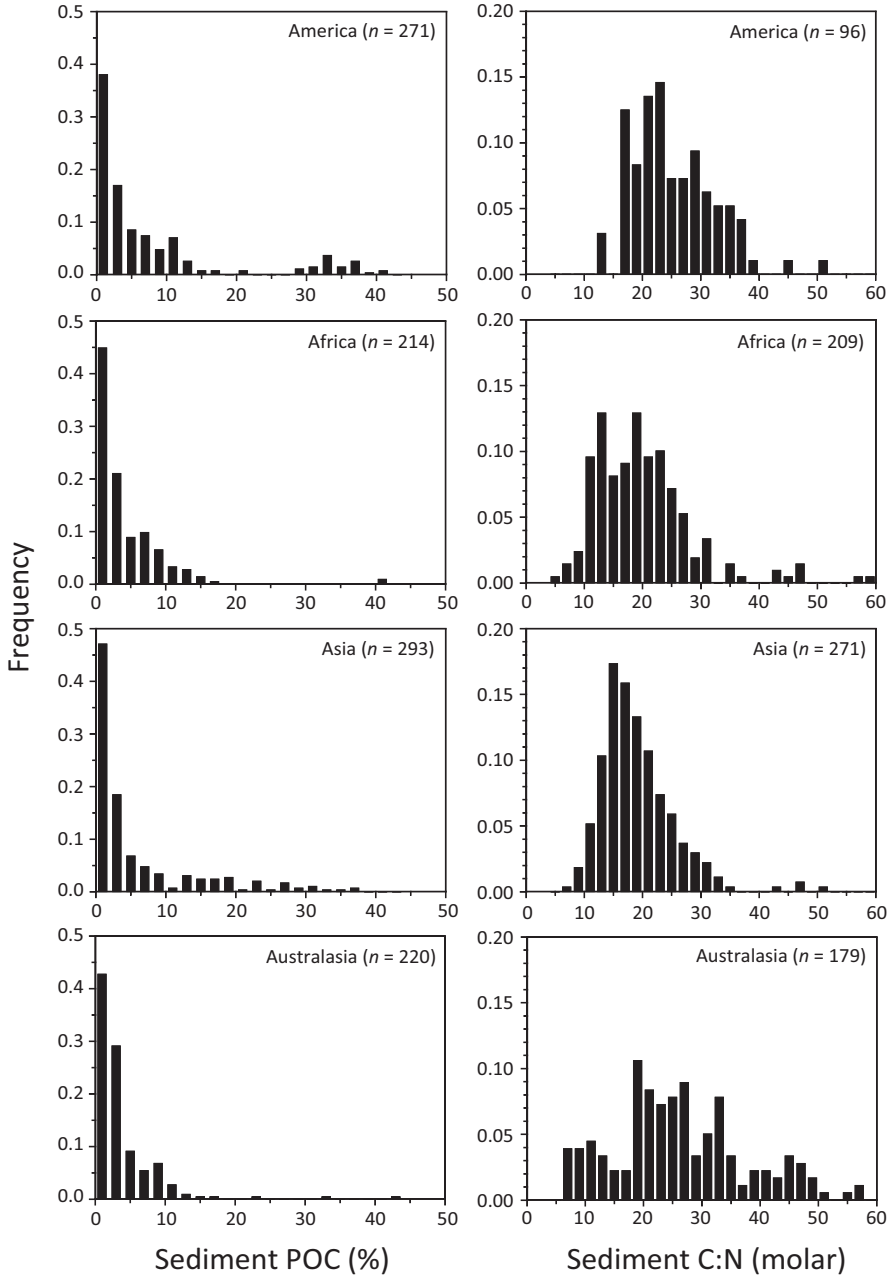 Frequency
America (n = 271)
0.5
0.4
0.3
0.2
0.1
0.0
0 10 20 30 40 50
America (n = 96)
0.20
0.15
0.10
0.05
0.00
0 10 20 30 40 50 60
Africa (n = 214)
0.5
0.4
0.3
0.2
0.1
0.0
0 10 20 30 40 50
Africa (n = 209)
0.20
0.15
0.10
0.05
0.00
0 10 20 30 40 50 60
Asia (n = 293)
0.5
0.4
0.3
0.2
0.1
0.0
0 10 20 30 40 50
Asia (n = 271)
0.20
0.15
0.10
0.05
0.00
0 10 20 30 40 50 60
Australasia (n = 220)
0.5
0.4
0.3
0.2
0.1
0.0
0 10 20 30 40 50
Australasia (n = 179)
0.20
0.15
0.10
0.05
0.00
0 10 20 30 40 50 60
Sediment POC (%)
Sediment C:N (molar)